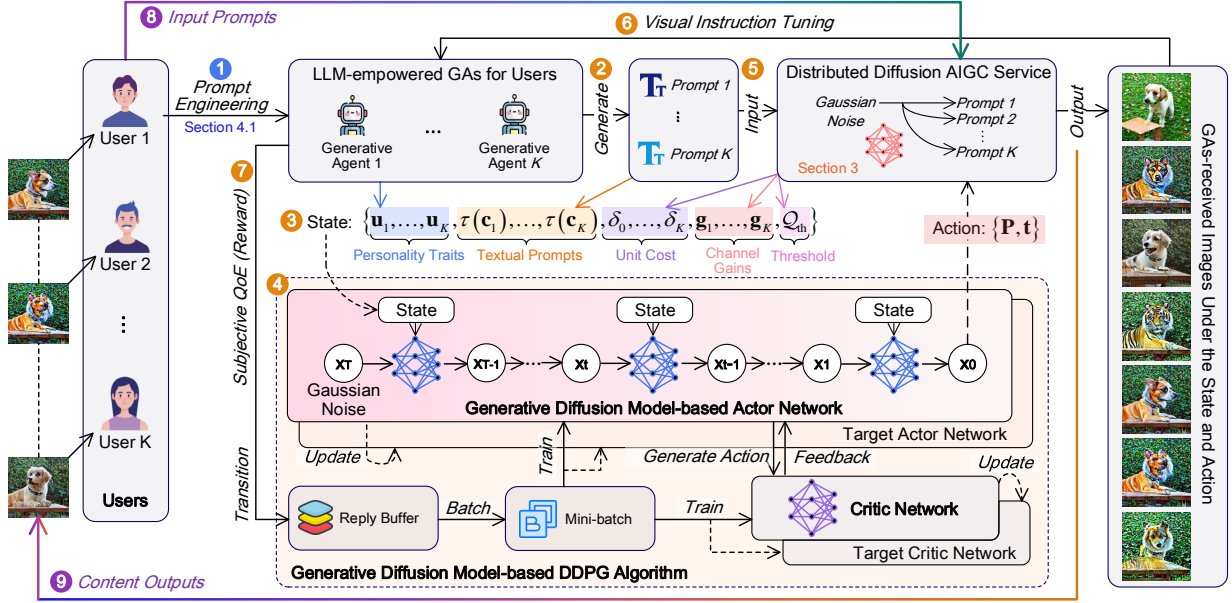 8 Input Prompts
6 Visual Instruction Tuning
1
Prompt
Engineering
Section 4.1
User 1
User 2
⋮
User K
Users
LLM-empowered GAs for Users
Generative
Agent 1
...
Generative
Agent K
2
Generate
Prompt 1
⋮
Prompt K
5
Input
Distributed Diffusion AIGC Service
Gaussian
Noise
Prompt 1
Prompt 2
⋮
Prompt K
Section 3
Output
GAs-received Images Under the State and Action
7
Subjective QoE (Reward)
Transition
3 State: {u₁,...,u_K, τ(c₁),...,τ(c_K), δ₀,...,δ_K, g₁,...g_K, Q_th}
Personality Traits
Textual Prompts
Unit Cost
Channel
Gains
Threshold
Action: {P, t}
4
State
State
State
xT
xT-1
xt
xt-1
x1
x0
Gaussian
Noise
Generative Diffusion Model-based Actor Network
Target Actor Network
Update
Train
Generate Action
Feedback
Update
Reply Buffer
Batch
Mini-batch
Train
Critic Network
Target Critic Network
Generative Diffusion Model-based DDPG Algorithm
9 Content Outputs